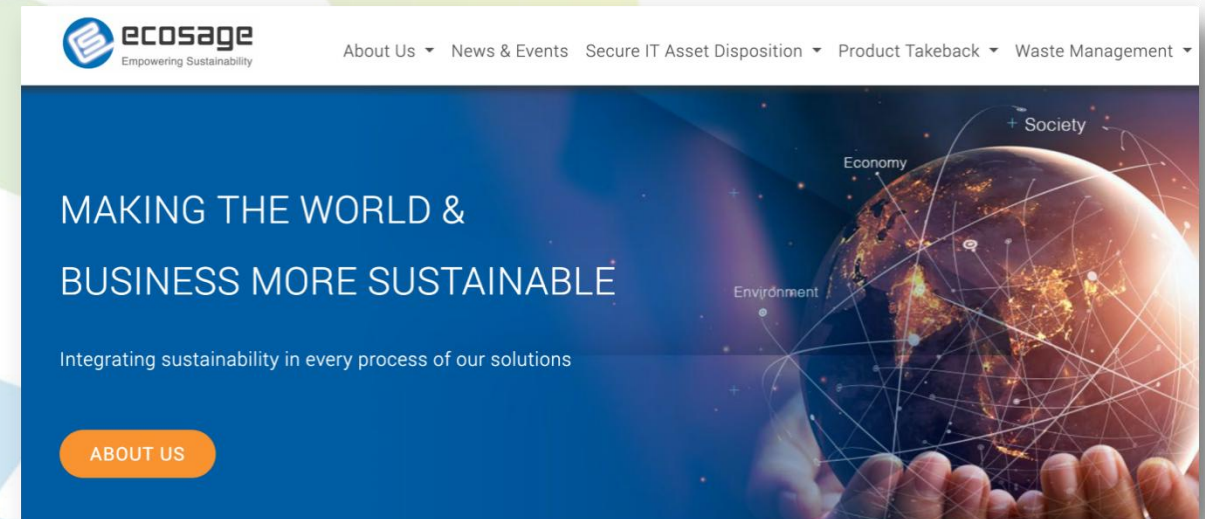 ecosage
Empowering Sustainability
About Us News & Events Secure IT Asset Disposition Product Takeback Waste Management
Society
Economy
MAKING THE WORLD &
BUSINESS MORE SUSTAINABLE
Environment
Integrating sustainability in every process of our solutions
ABOUT US